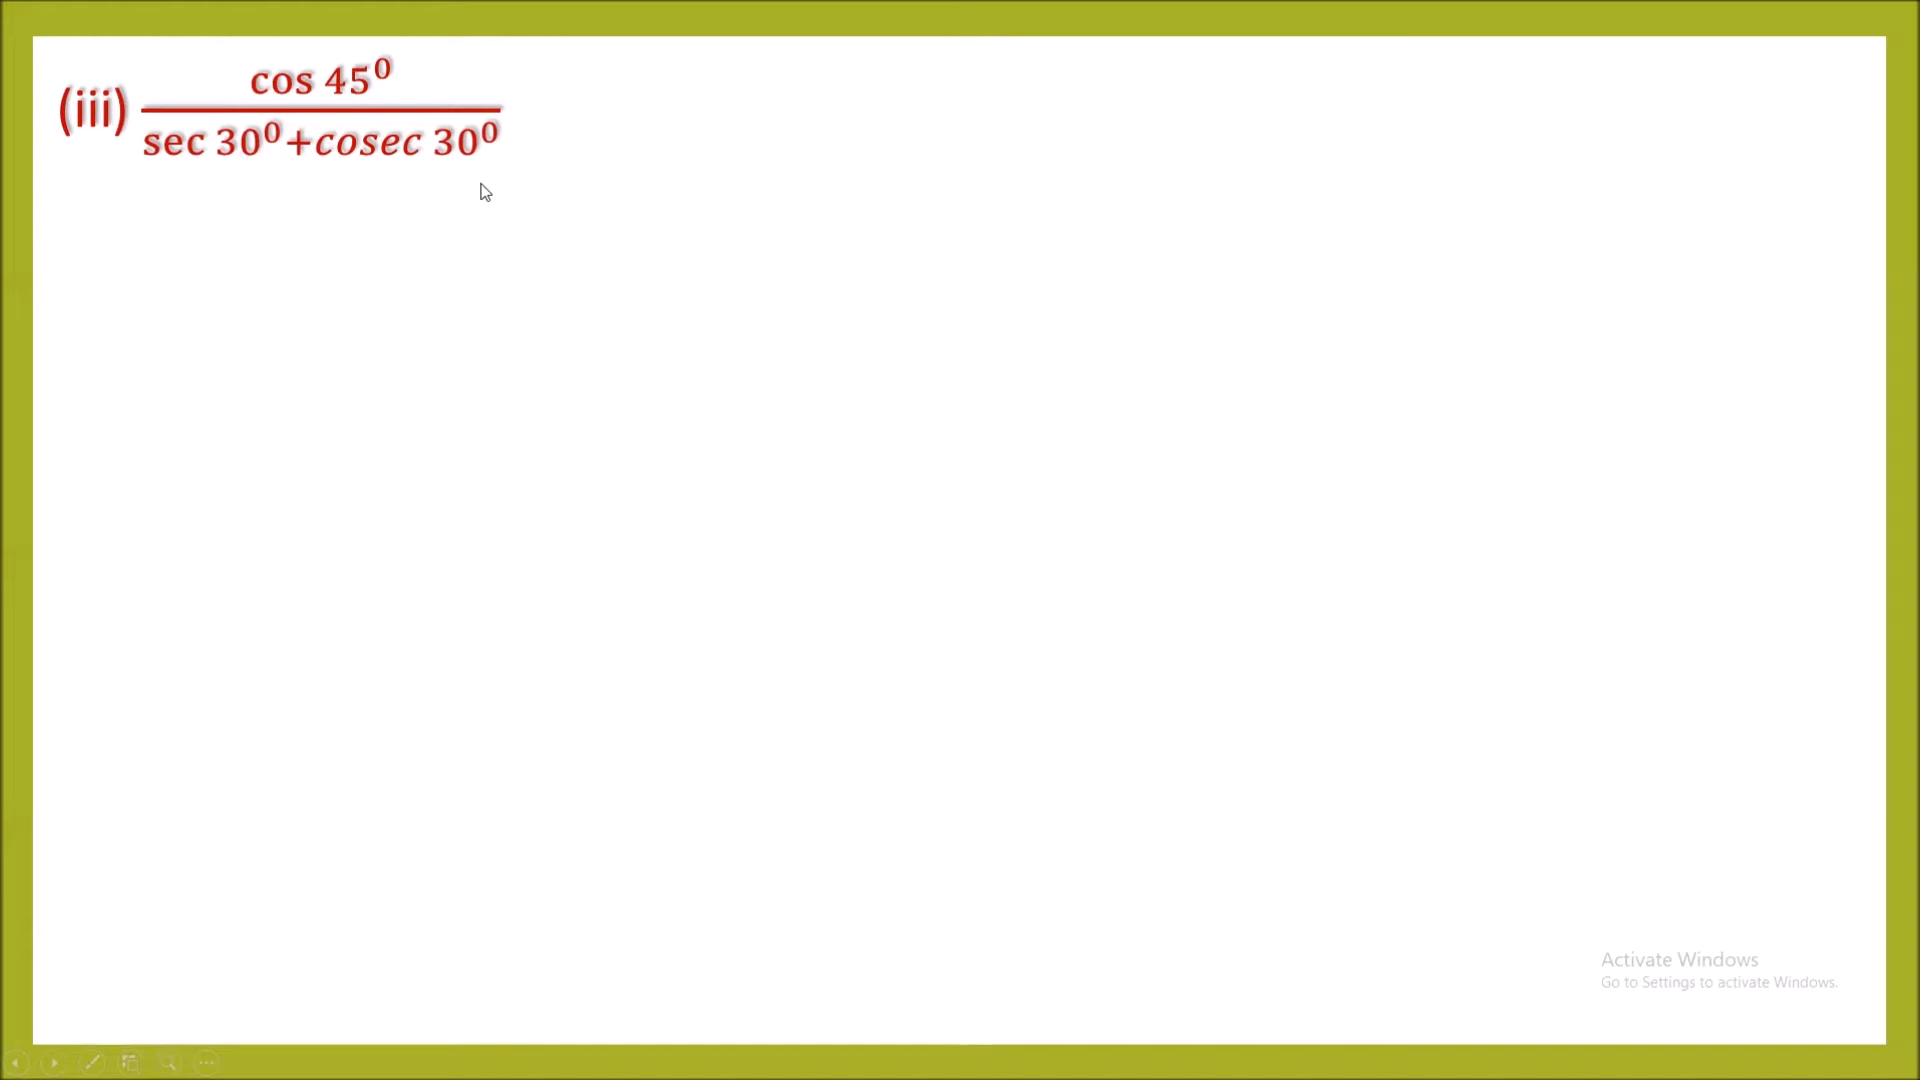 (iii) cos 45⁰
sec 30⁰+cosec 30⁰
Activate Windows
Go to Settings to activate Windows.